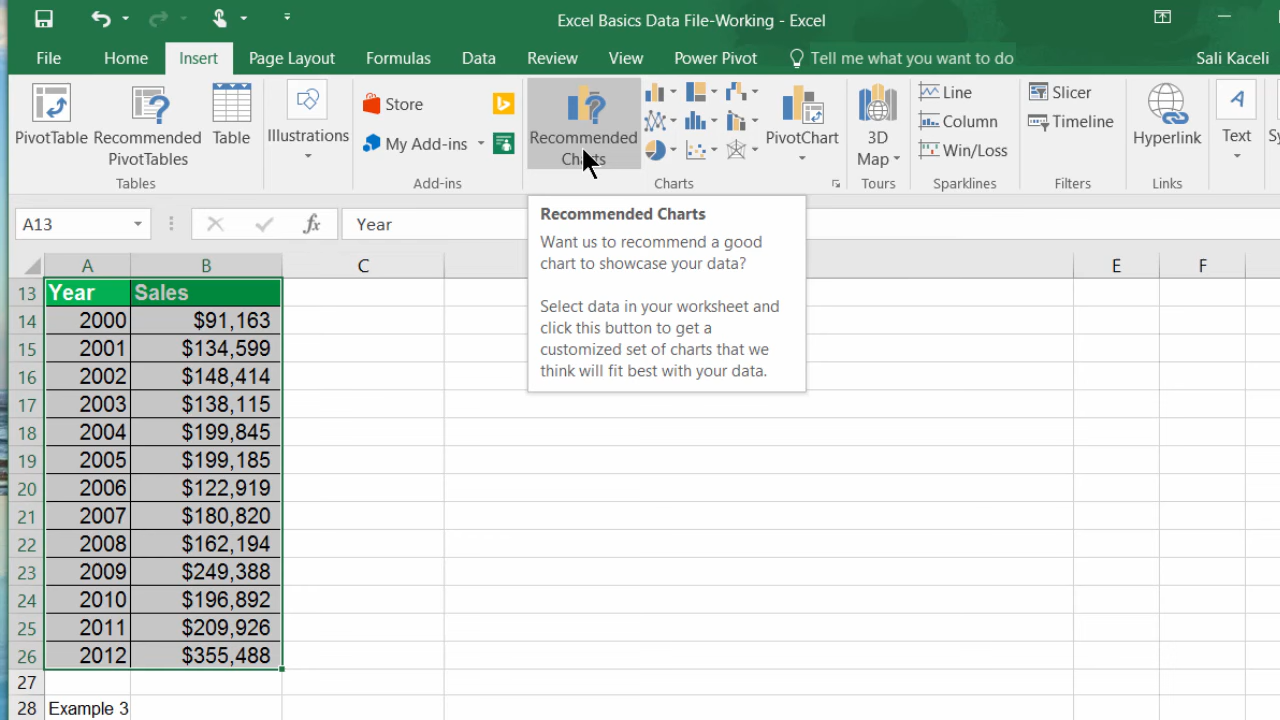 Excel Basics Data File-Working - Excel
File Home Insert Page Layout Formulas Data Review View Power Pivot Tell me what you want to do Sali Kaceli
PivotTable
Recommended
PivotTables
Table
Tables
Illustrations
Store
My Add-ins
Add-ins
Recommended
Charts
PivotChart
Charts
3D
Map
Tours
Line
Column
Win/Loss
Sparklines
Slicer
Timeline
Filters
Hyperlink
Links
A
Text
A13 fx Year
Recommended Charts
Want us to recommend a good
chart to showcase your data?
Select data in your worksheet and
click this button to get a
customized set of charts that we
think will fit best with your data.
A B C E F
13 Year Sales
14 2000 $91,163
15 2001 $134,599
16 2002 $148,414
17 2003 $138,115
18 2004 $199,845
19 2005 $199,185
20 2006 $122,919
21 2007 $180,820
22 2008 $162,194
23 2009 $249,388
24 2010 $196,892
25 2011 $209,926
26 2012 $355,488
27
28 Example 3